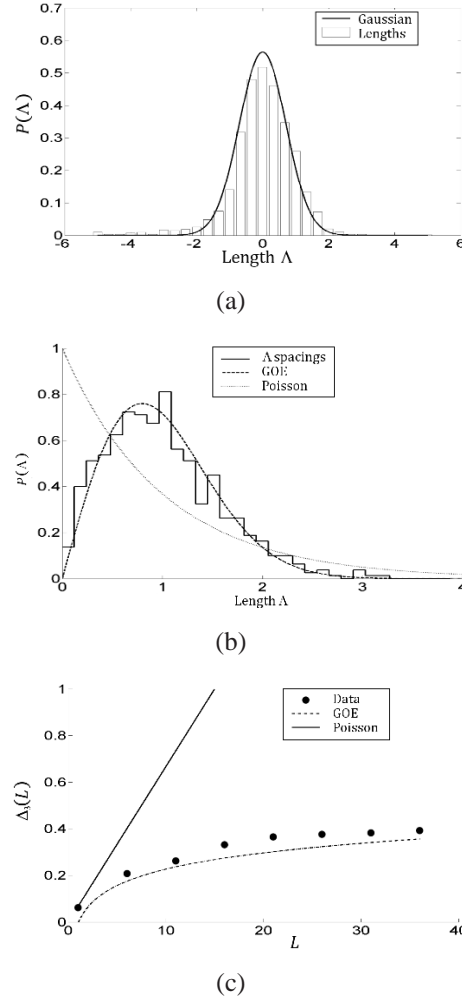 0.7
Gaussian
Lengths
0.6
0.5
0.4
0.3
0.2
0.1
0
P(Λ)
-6 -4 -2 0 2 4 6
Length Λ
(a)
1
Λ spacings
GOE
Poisson
0.8
0.6
0.4
0.2
0
P(Λ)
0 1 2 3 4
Length Λ
(b)
1
Data
GOE
Poisson
0.8
0.6
0.4
0.2
0
Δ₃(L)
0 10 20 30 40
L
(c)